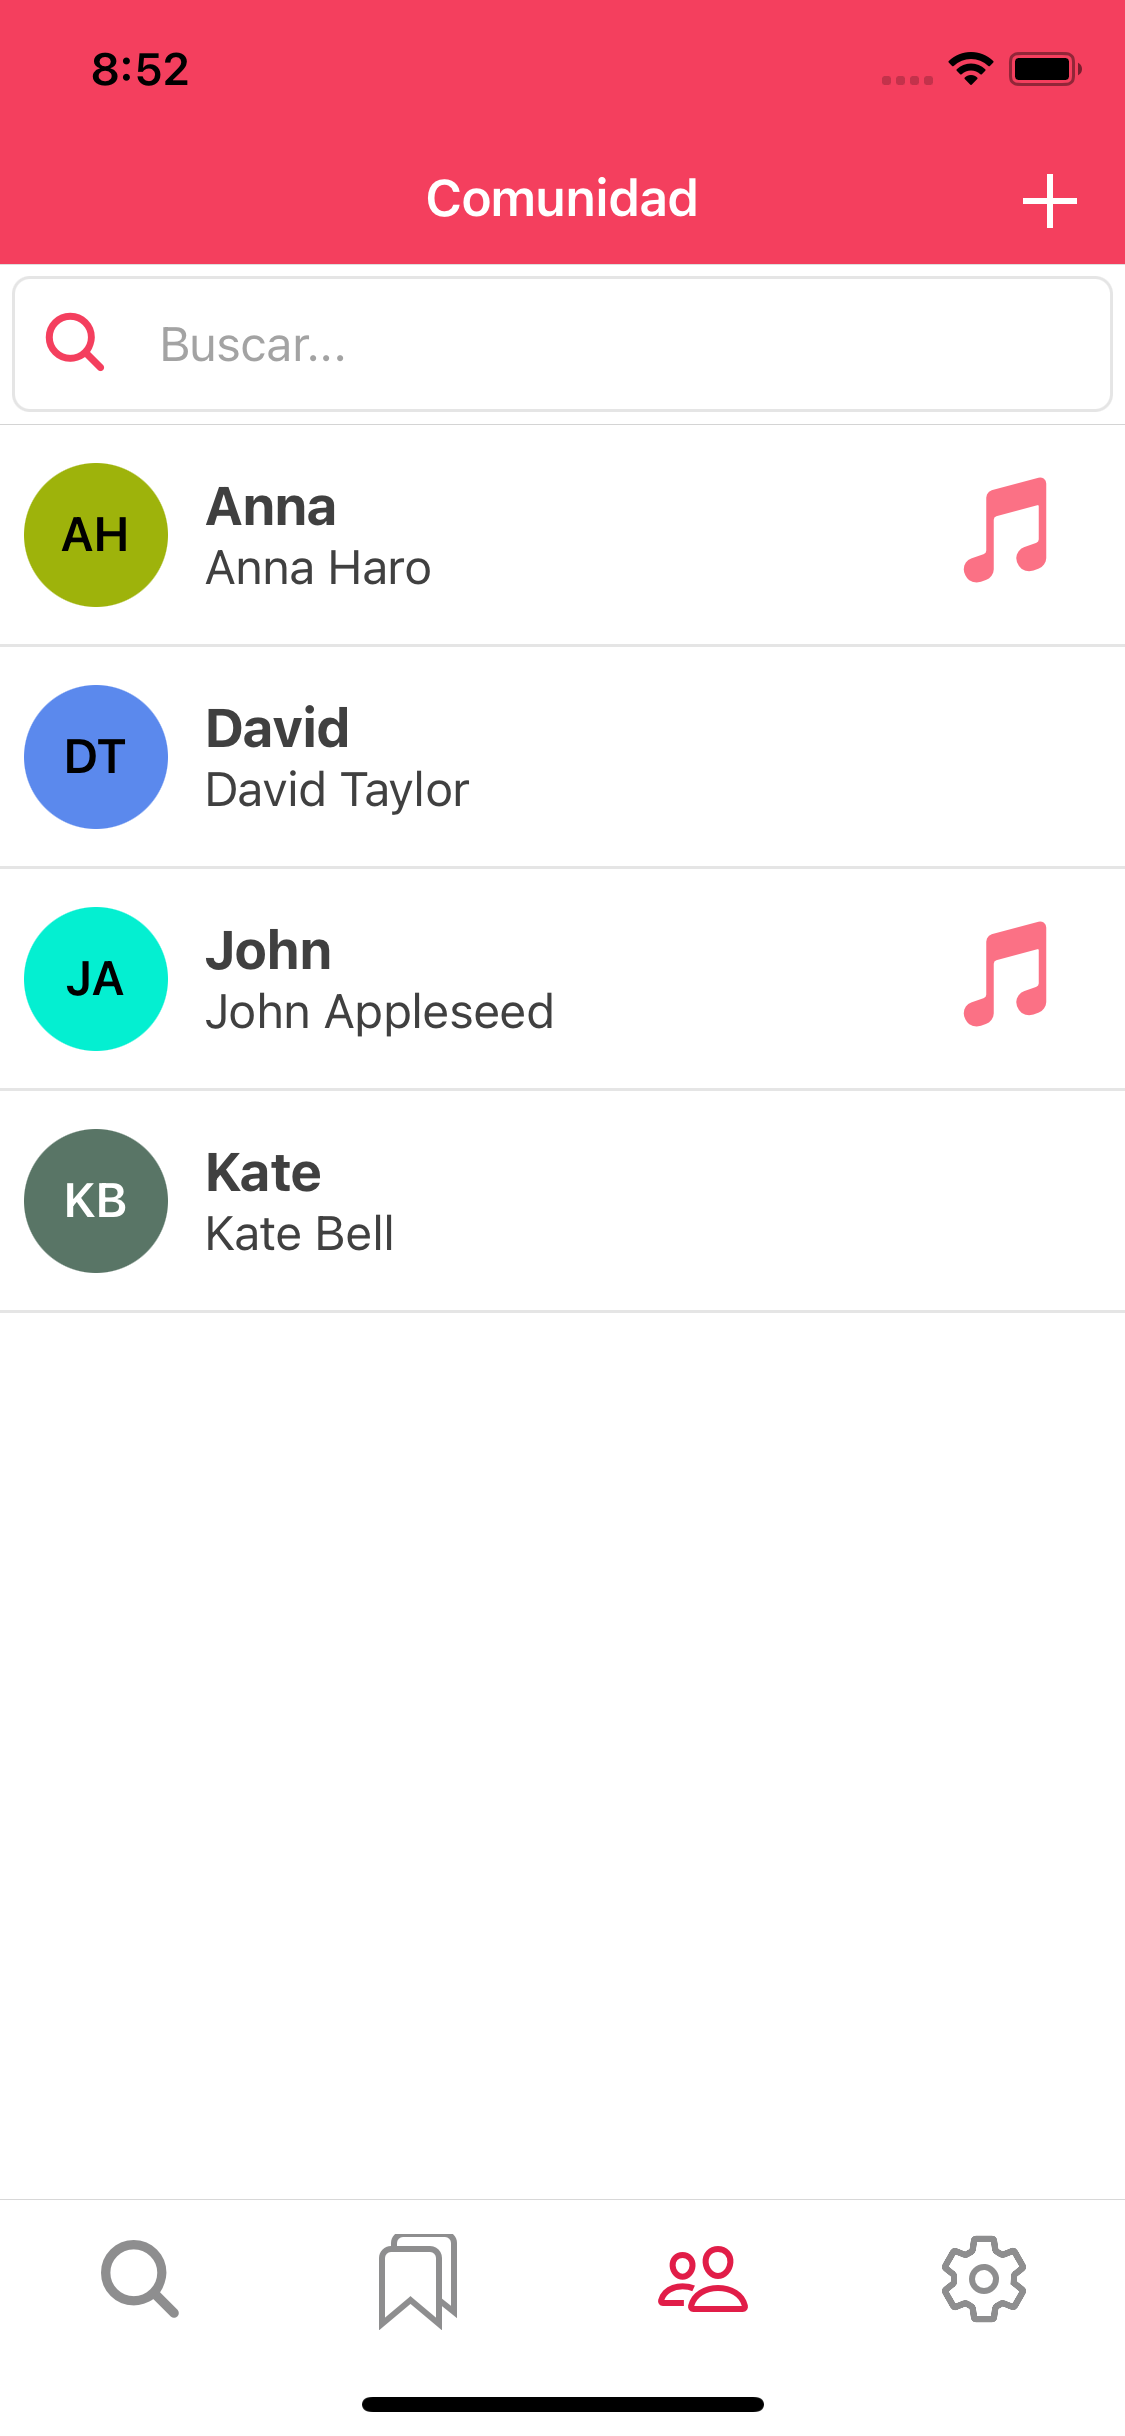 8:52
Comunidad
Buscar...
AH
Anna
Anna Haro
DT
David
David Taylor
JA
John
John Appleseed
KB
Kate
Kate Bell